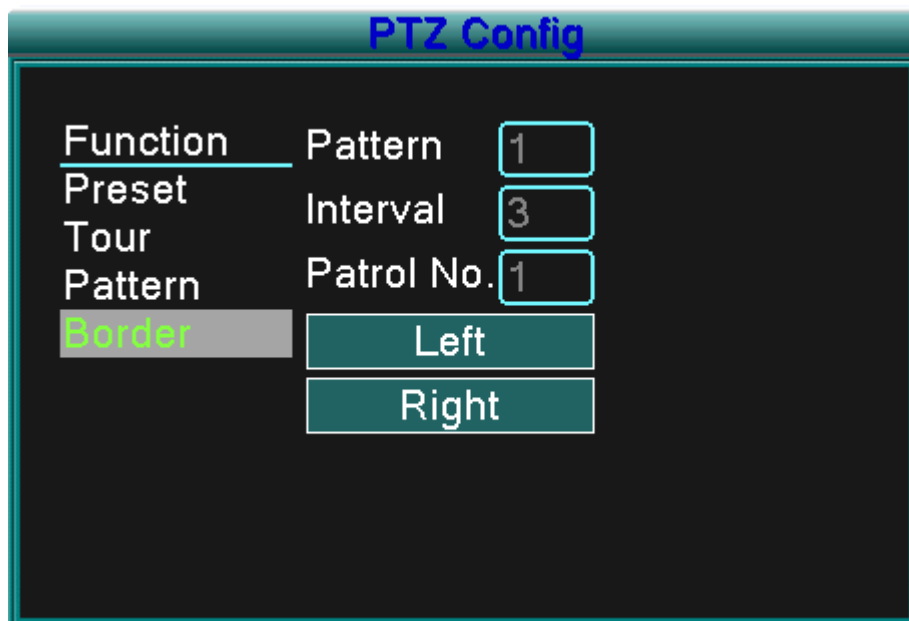 PTZ Config
Function
Preset
Tour
Pattern
Border
Pattern 1
Interval 3
Patrol No. 1
Left
Right